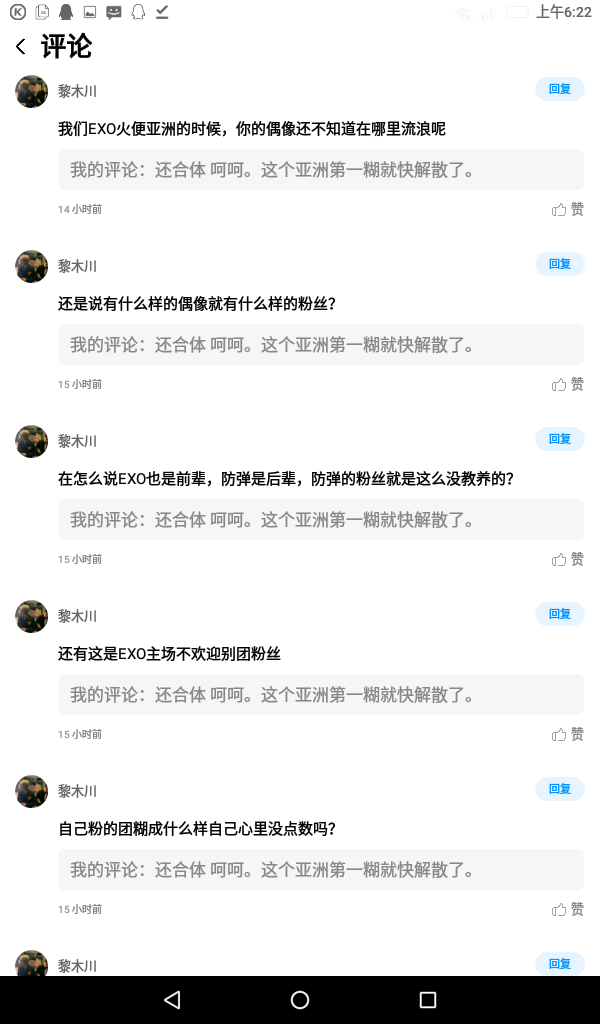 上午6:22
评论
黎木川
回复
我们EXO火便亚洲的时候，你的偶像还不知道在哪里流浪呢
我的评论：还合体 呵呵。这个亚洲第一糊就快解散了。
14 小时前
赞
黎木川
回复
还是说有什么样的偶像就有什么样的粉丝？
我的评论：还合体 呵呵。这个亚洲第一糊就快解散了。
15 小时前
赞
黎木川
回复
在怎么说EXO也是前辈，防弹是后辈，防弹的粉丝就是这么没教养的？
我的评论：还合体 呵呵。这个亚洲第一糊就快解散了。
15 小时前
赞
黎木川
回复
还有这是EXO主场不欢迎别团粉丝
我的评论：还合体 呵呵。这个亚洲第一糊就快解散了。
15 小时前
赞
黎木川
回复
自己粉的团糊成什么样自己心里没点数吗？
我的评论：还合体 呵呵。这个亚洲第一糊就快解散了。
15 小时前
赞
黎木川
回复